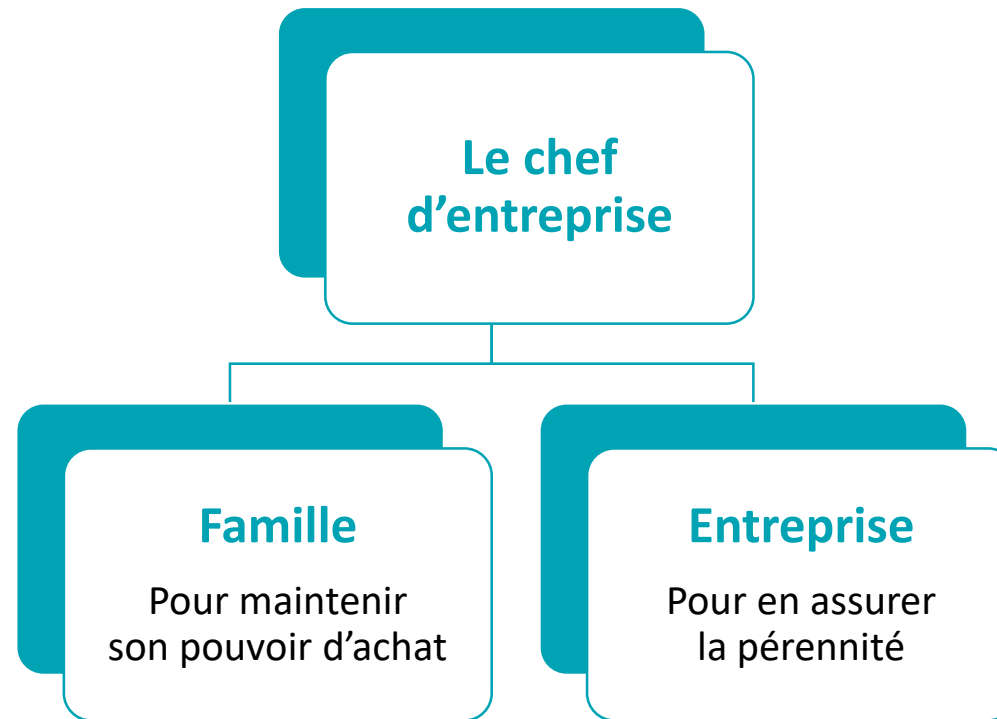 Le chef
d’entreprise
Famille
Pour maintenir
son pouvoir d’achat
Entreprise
Pour en assurer
la pérennité